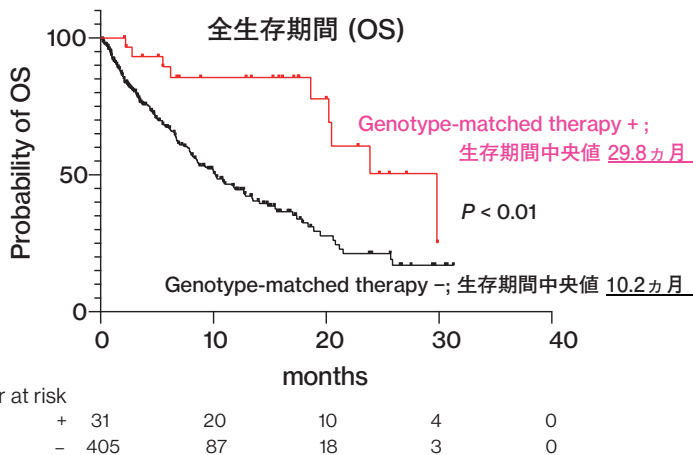 全生存期間 (OS)
100
50
0
Probability of OS
Genotype-matched therapy + ;
生存期間中央値 29.8ヵ月
P < 0.01
Genotype-matched therapy −; 生存期間中央値 10.2ヵ月
0 10 20 30 40
months
r at risk
+ 31 20 10 4 0
− 405 87 18 3 0